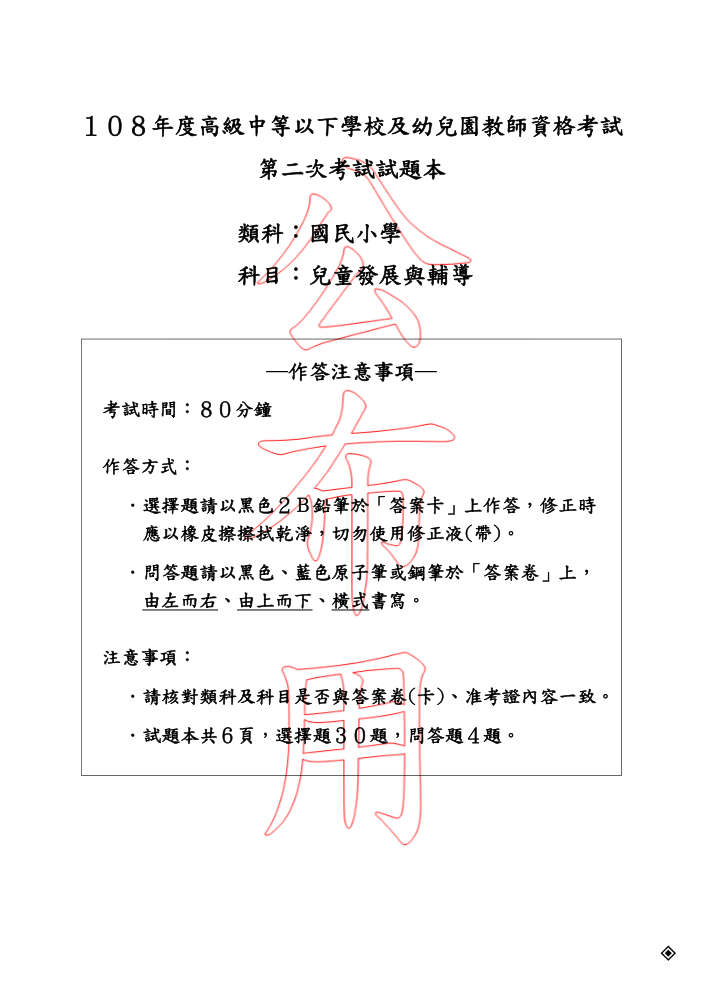 １０８年度高級中等以下學校及幼兒園教師資格考試
第二次考試試題本
類科：國民小學
科目：兒童發展與輔導
—作答注意事項—
考試時間：８０分鐘
作答方式：
．選擇題請以黑色２Ｂ鉛筆於「答案卡」上作答，修正時
應以橡皮擦擦拭乾淨，切勿使用修正液(帶)。
．問答題請以黑色、藍色原子筆或鋼筆於「答案卷」上，
由左而右、由上而下、橫式書寫。
注意事項：
．請核對類科及科目是否與答案卷(卡)、准考證內容一致。
．試題本共６頁，選擇題３０題，問答題４題。
公布用